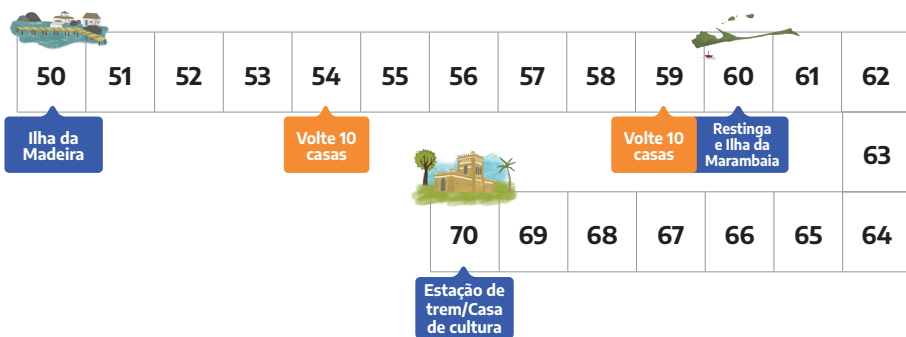 50 51 52 53 54 55 56 57 58 59 60 61 62
Ilha da
Madeira
Volte 10
casas
Volte 10
casas
Restinga
e Ilha da
Marambaia
63
70 69 68 67 66 65 64
Estação de
trem/Casa
de cultura